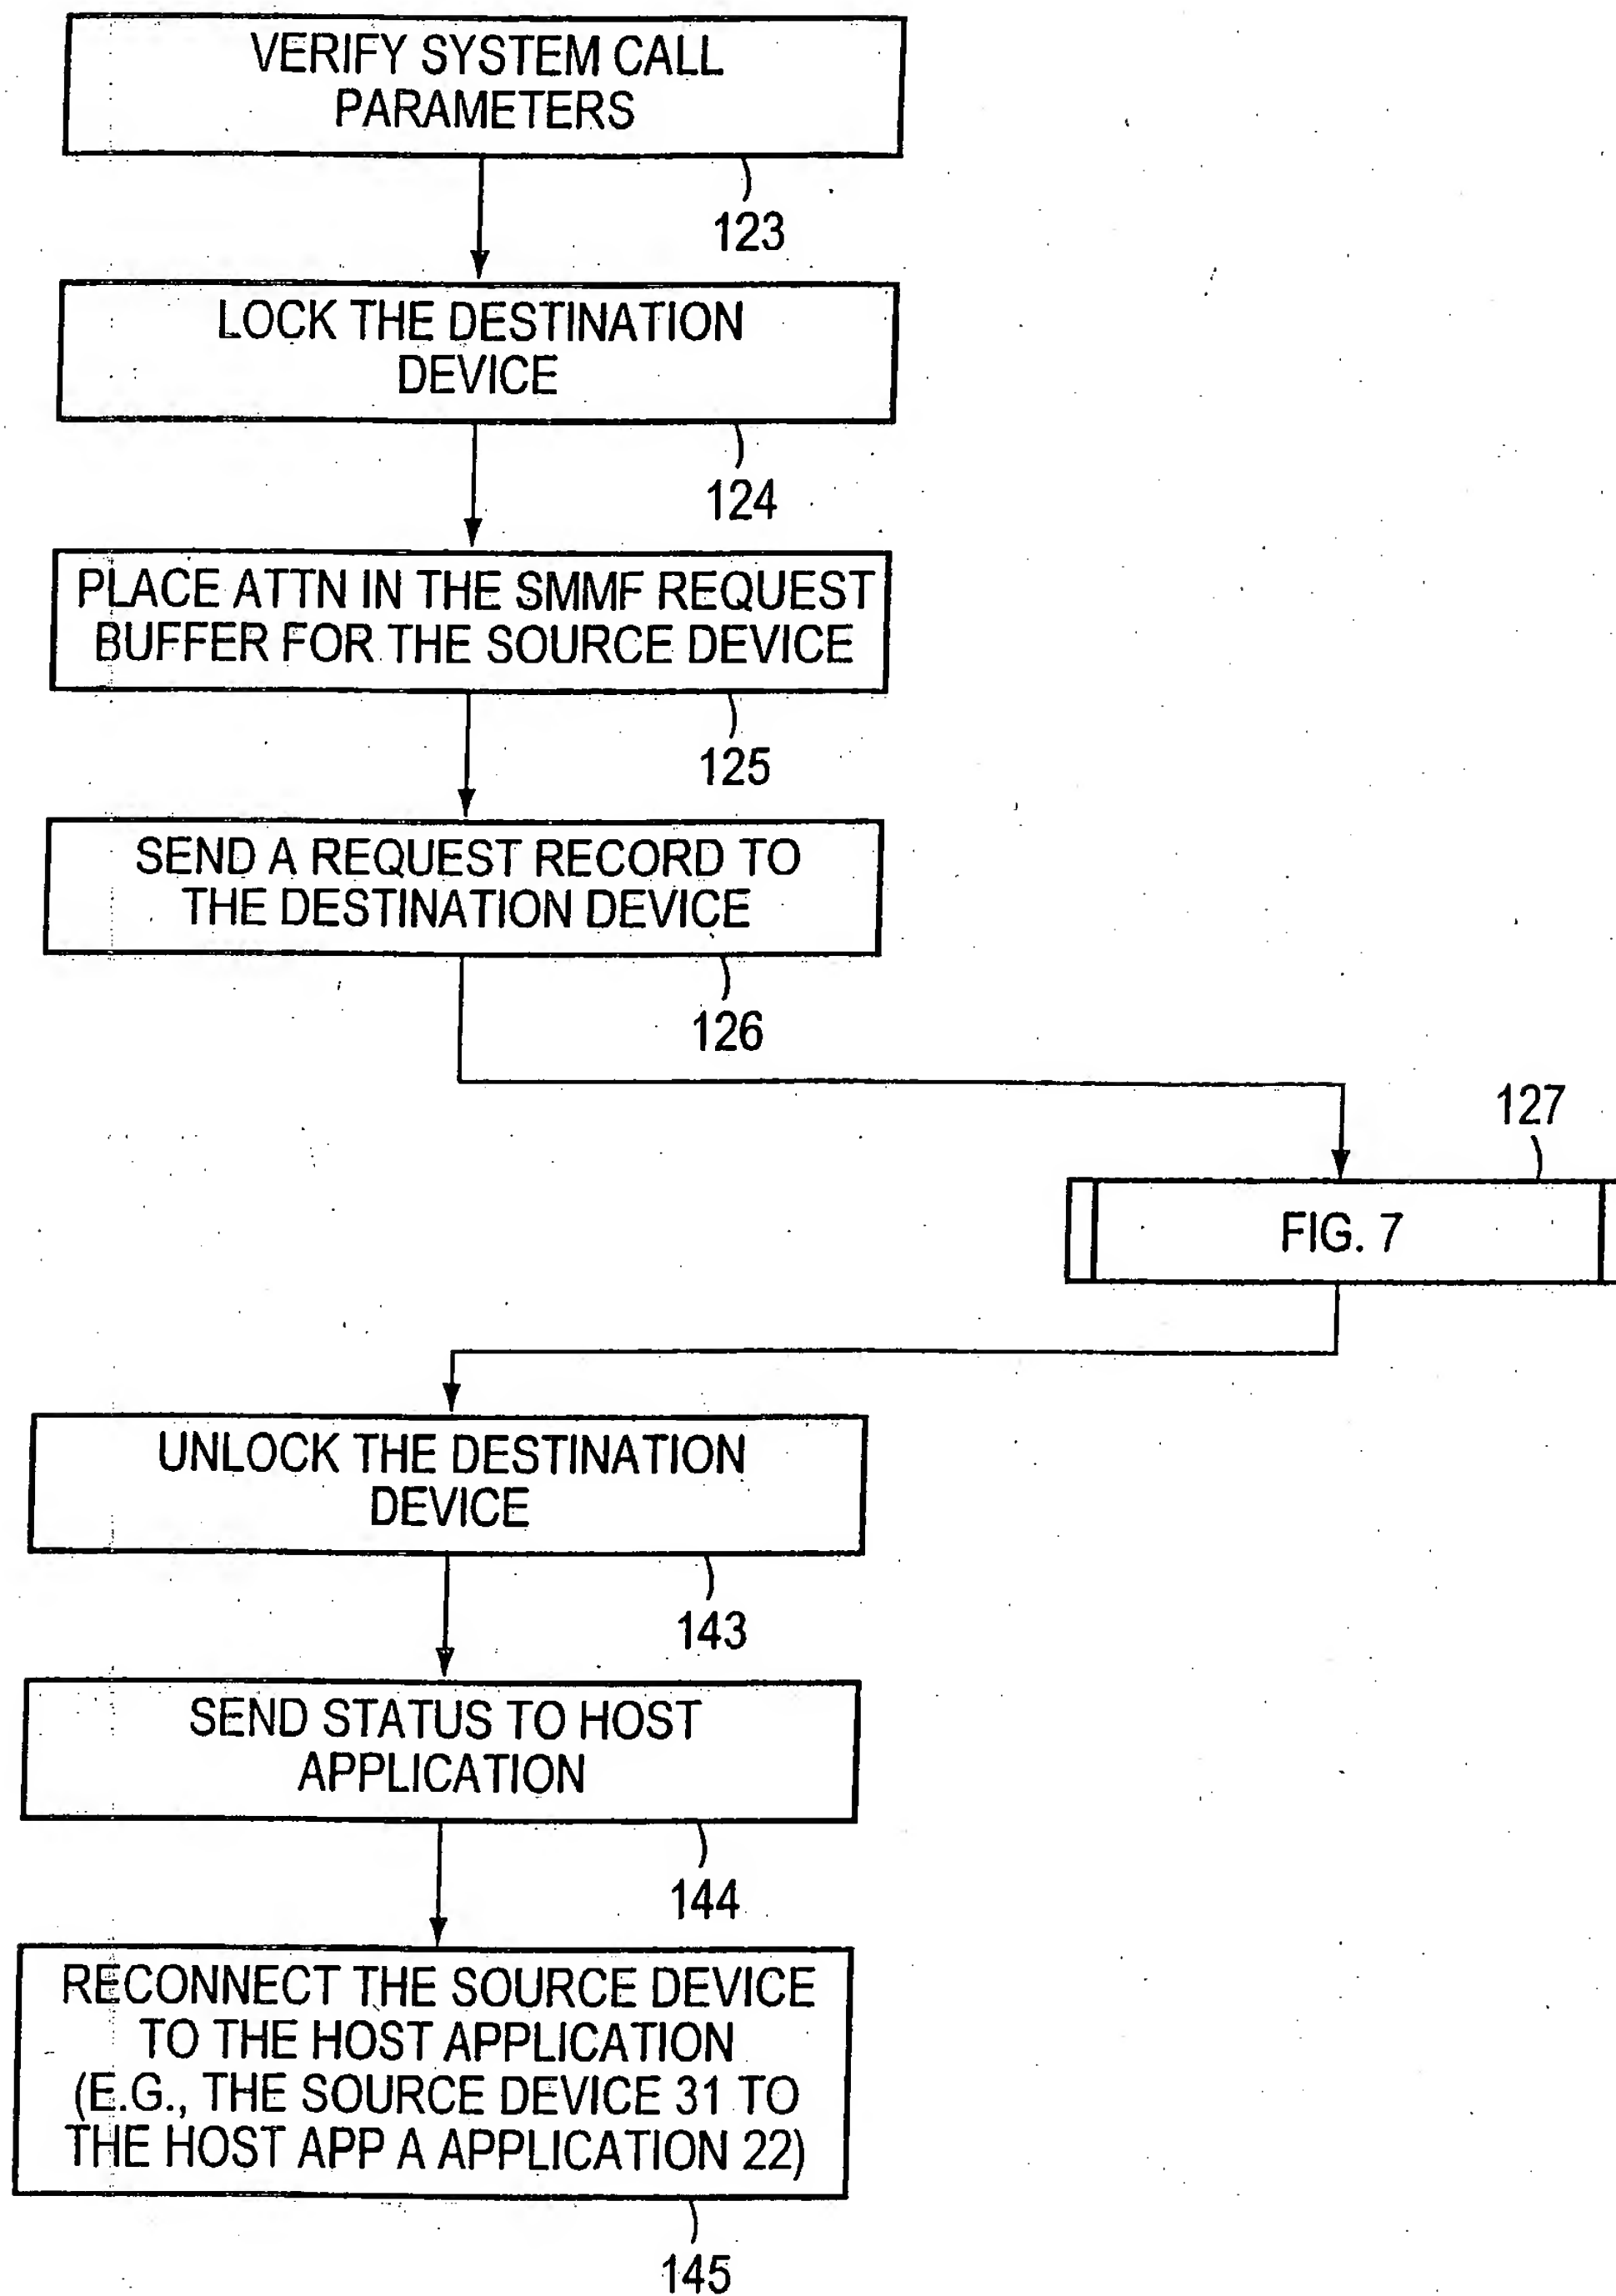 VERIFY SYSTEM CALL
PARAMETERS
123
LOCK THE DESTINATION
DEVICE
124
PLACE ATTN IN THE SMMF REQUEST
BUFFER FOR THE SOURCE DEVICE
125
SEND A REQUEST RECORD TO
THE DESTINATION DEVICE
126
127
FIG. 7
UNLOCK THE DESTINATION
DEVICE
143
SEND STATUS TO HOST
APPLICATION
144
RECONNECT THE SOURCE DEVICE
TO THE HOST APPLICATION
(E.G., THE SOURCE DEVICE 31 TO
THE HOST APP A APPLICATION 22)
145